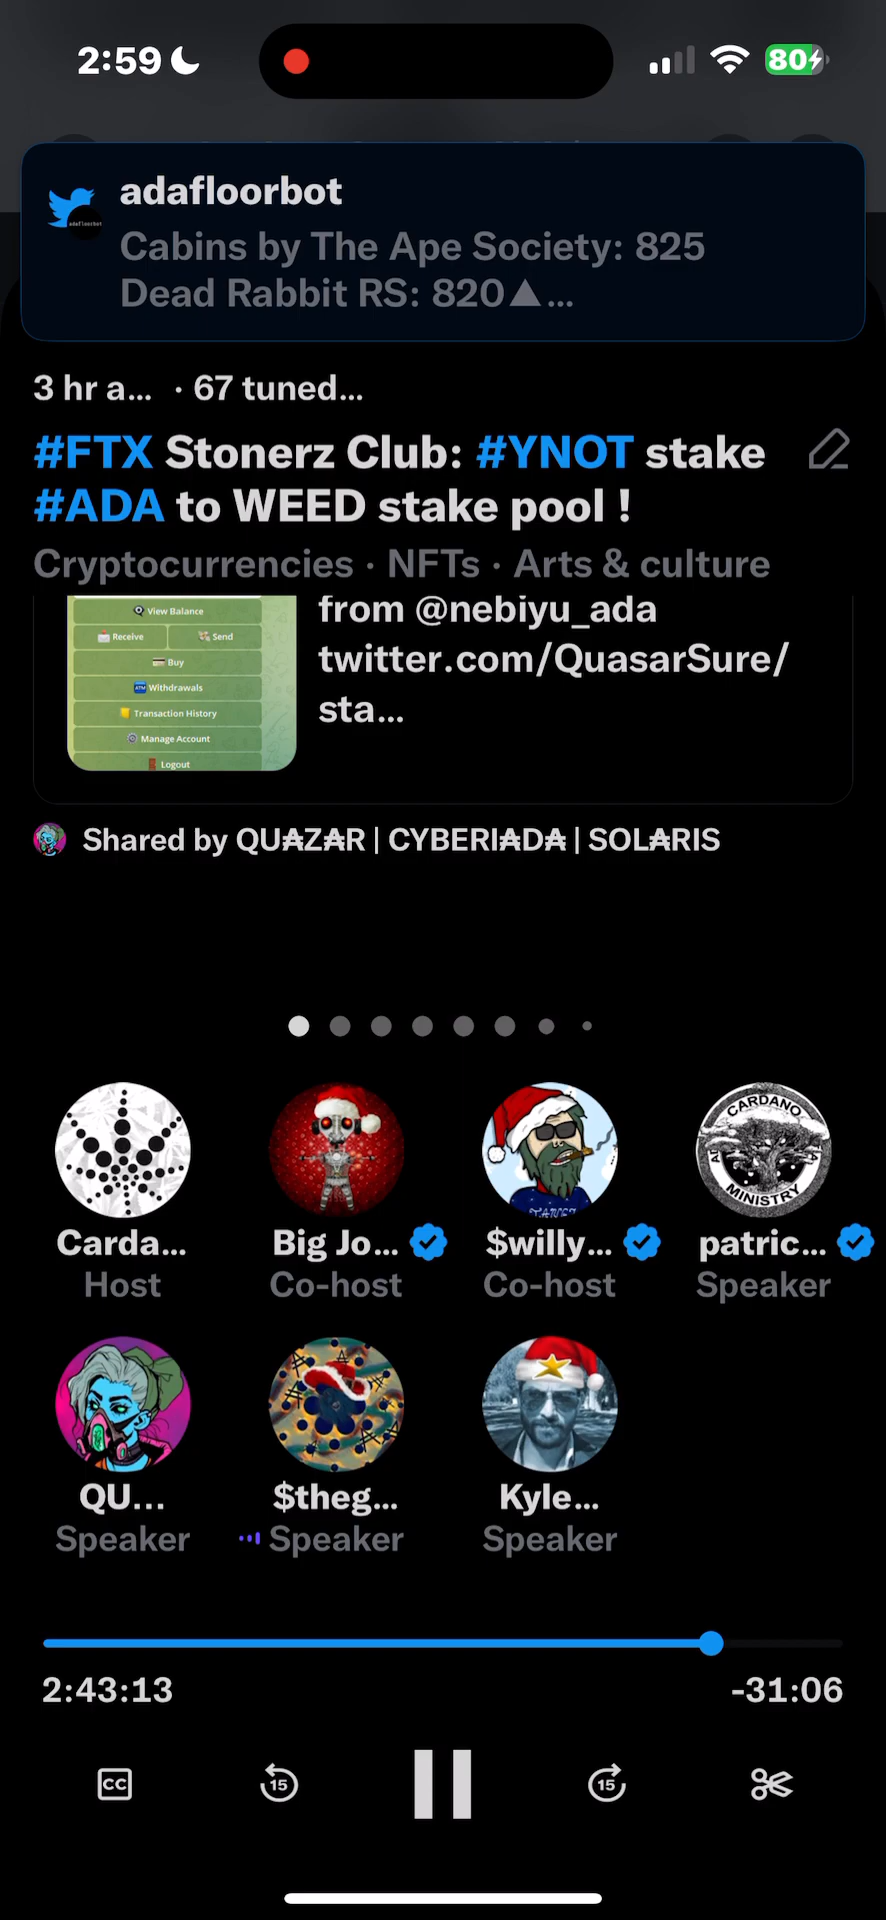 2:59
80
adafloorbot
Cabins by The Ape Society: 825
Dead Rabbit RS: 820▲...
3 hr a... · 67 tuned...
#FTX Stonerz Club: #YNOT stake
#ADA to WEED stake pool !
Cryptocurrencies · NFTs · Arts & culture
View Balance
Receive
Send
Buy
Withdrawals
Transaction History
Manage Account
Logout
from @nebiyu_ada
twitter.com/QuasarSure/
sta...
Shared by QU₳Z₳R | CYBERI₳D₳ | SOL₳RIS
CARDANO
MINISTRY
Carda...
Big Jo...
$willy...
patric...
Host
Co-host
Co-host
Speaker
QU...
$theg...
Kyle...
Speaker
Speaker
Speaker
2:43:13
-31:06
CC
15
15